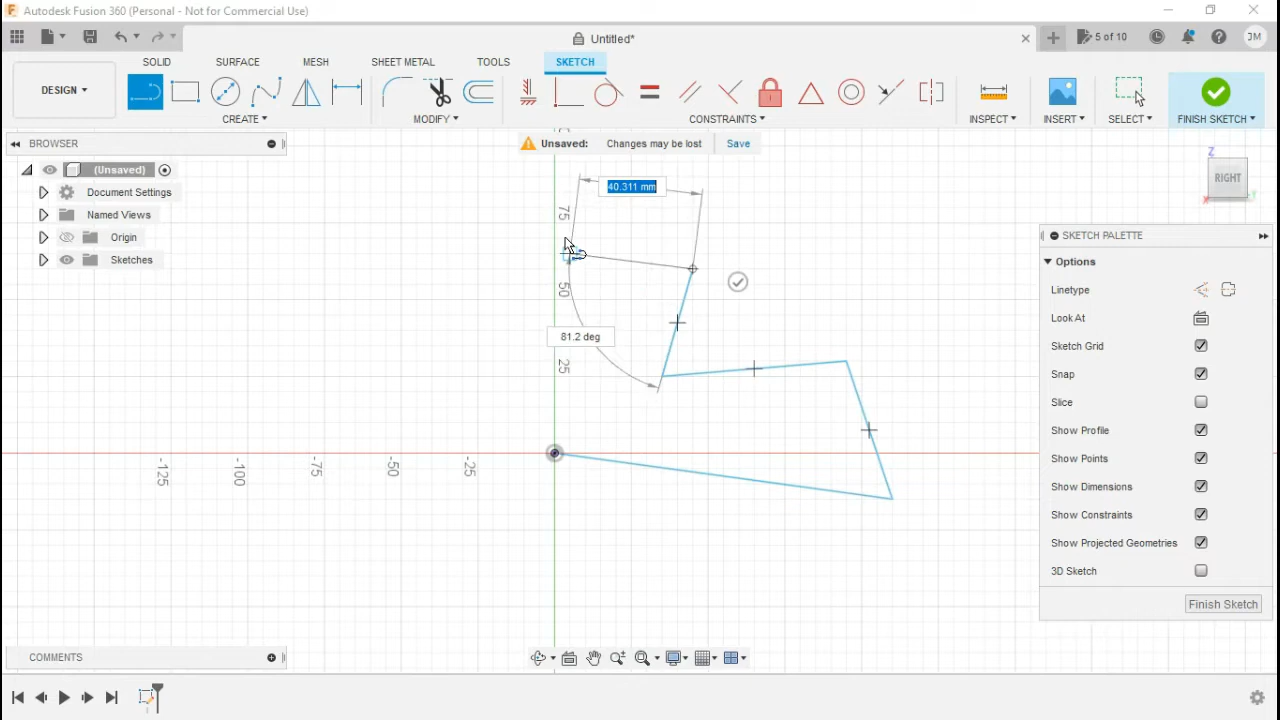 Autodesk Fusion 360 (Personal - Not for Commercial Use)
Untitled*
5 of 10
JM
DESIGN
SOLID
SURFACE
MESH
SHEET METAL
TOOLS
SKETCH
CREATE
MODIFY
CONSTRAINTS
INSPECT
INSERT
SELECT
FINISH SKETCH
BROWSER
Unsaved: Changes may be lost Save
(Unsaved)
Document Settings
Named Views
Origin
Sketches
40.311 mm
81.2 deg
75
50
25
-125
-100
-75
-50
-25
Z
RIGHT
X
Y
SKETCH PALETTE
Options
Linetype
Look At
Sketch Grid
Snap
Slice
Show Profile
Show Points
Show Dimensions
Show Constraints
Show Projected Geometries
3D Sketch
Finish Sketch
COMMENTS